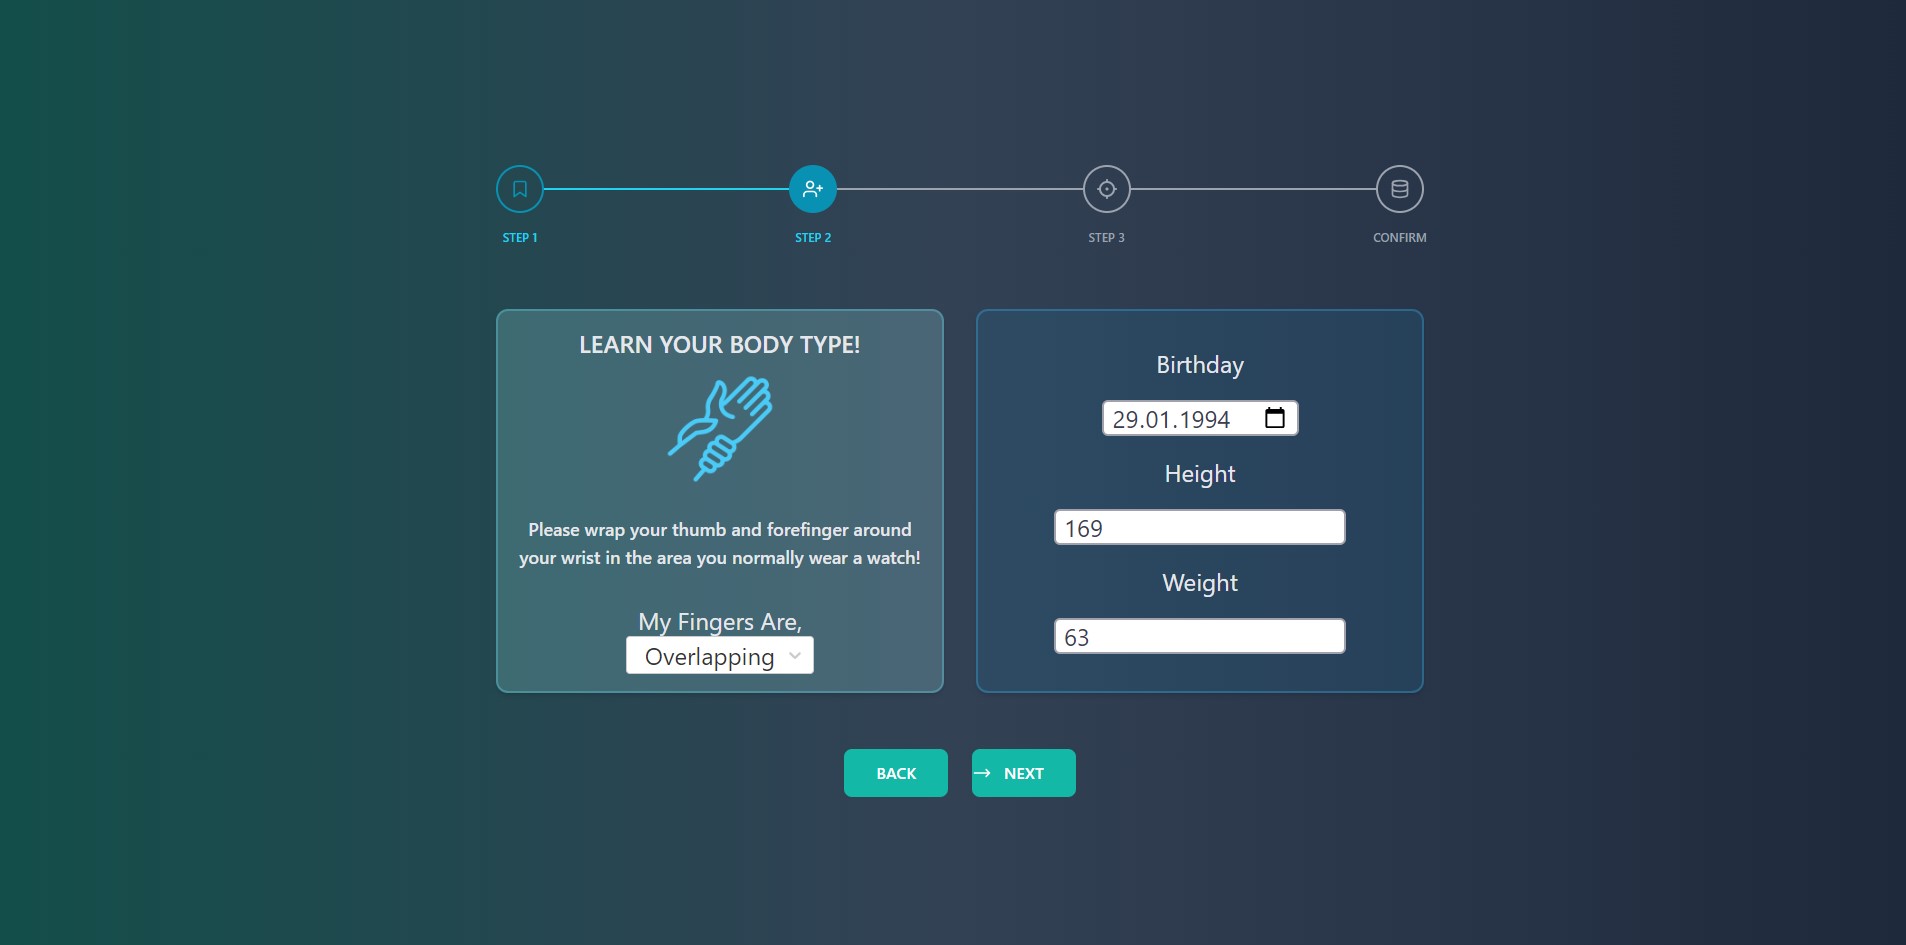 STEP 1
STEP 2
STEP 3
CONFIRM
LEARN YOUR BODY TYPE!
Please wrap your thumb and forefinger around
your wrist in the area you normally wear a watch!
My Fingers Are,
Overlapping
Birthday
29.01.1994
Height
169
Weight
63
BACK
NEXT